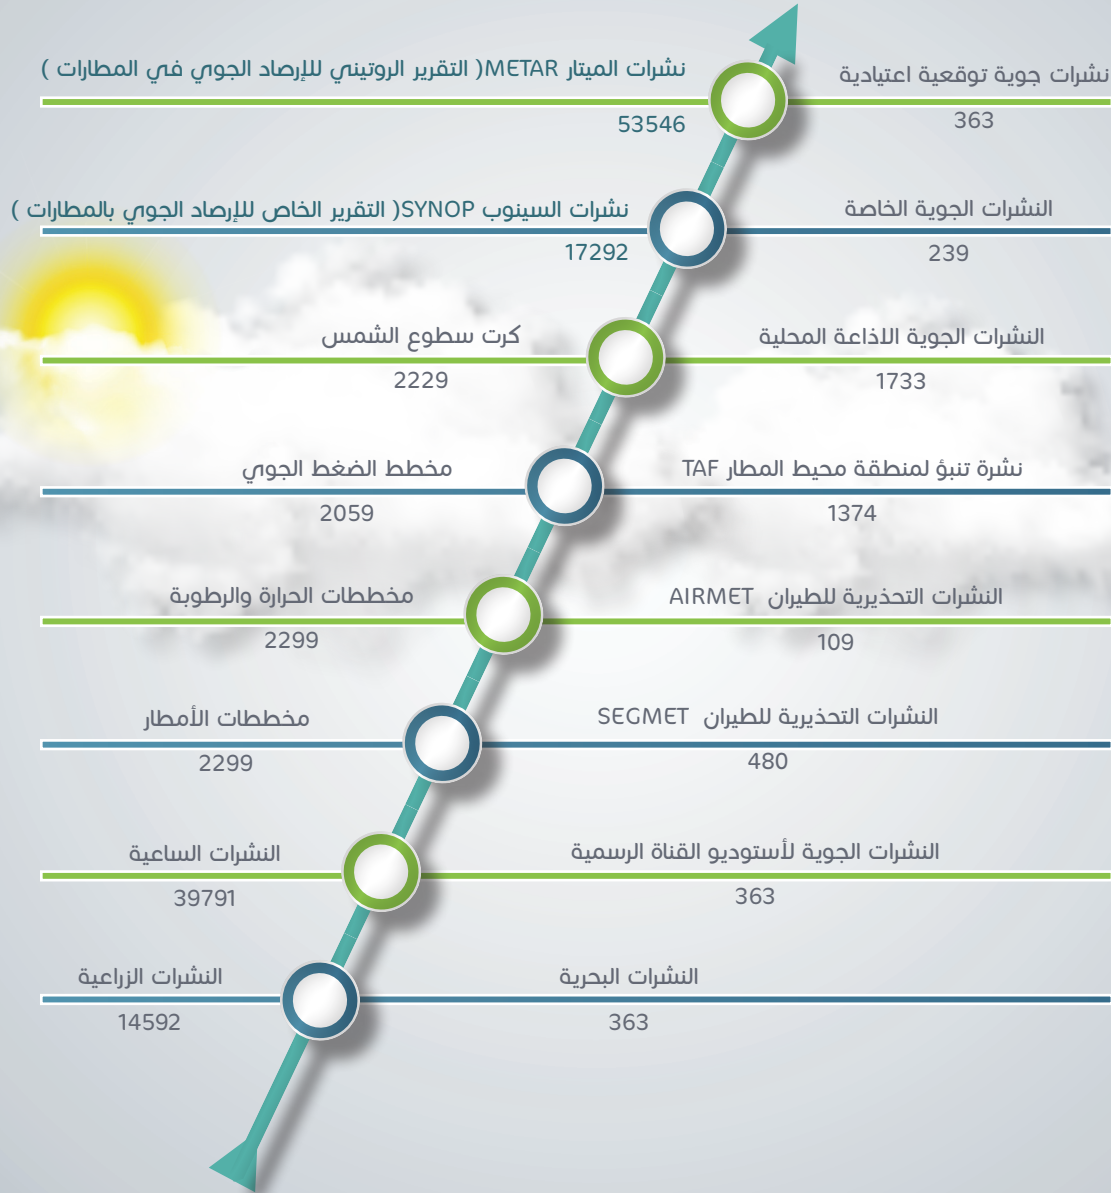 نشرات جوية توقعية اعتيادية
363
نشرات الميتار METAR( التقرير الروتيني للإرصاد الجوي في المطارات )
53546
النشرات الجوية الخاصة
239
نشرات السينوب SYNOP( التقرير الخاص للإرصاد الجوي بالمطارات )
17292
النشرات الجوية الاذاعة المحلية
1733
كرت سطوع الشمس
2229
نشرة تنبؤ لمنطقة محيط المطار TAF
1374
مخطط الضغط الجوي
2059
النشرات التحذيرية للطيران AIRMET
109
مخططات الحرارة والرطوبة
2299
النشرات التحذيرية للطيران SEGMET
480
مخططات الأمطار
2299
النشرات الجوية لأستوديو القناة الرسمية
363
النشرات الساعية
39791
النشرات البحرية
363
النشرات الزراعية
14592